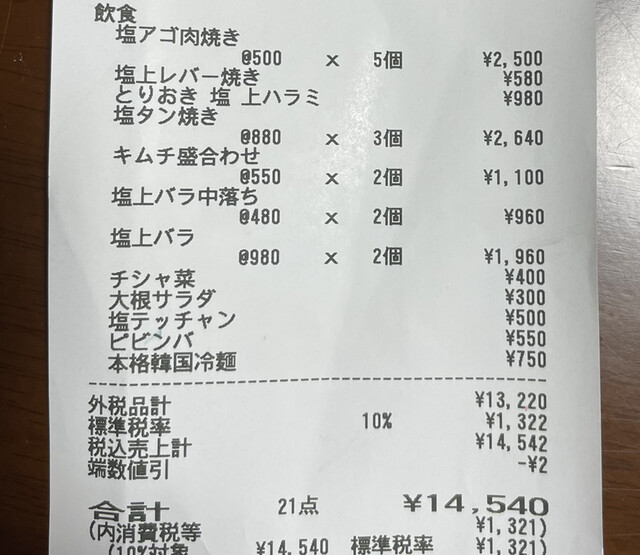 飲食
塩アゴ肉焼き
@500 x 5個 ¥2,500
塩上レバー焼き ¥580
とりおき 塩 上ハラミ ¥980
塩タン焼き
@880 x 3個 ¥2,640
キムチ盛合わせ
@550 x 2個 ¥1,100
塩上バラ中落ち
@480 x 2個 ¥960
塩上バラ
@980 x 2個 ¥1,960
チシャ菜 ¥400
大根サラダ ¥300
塩テッチャン ¥500
ピビンバ ¥550
本格韓国冷麺 ¥750
外税品計 ¥13,220
標準税率 10% ¥1,322
税込売上計 ¥14,542
端数値引 -¥2
合計 21点 ¥14,540
(内消費税等 ¥1,321)
(10%対象 ¥14,540 標準税率 ¥1,321)